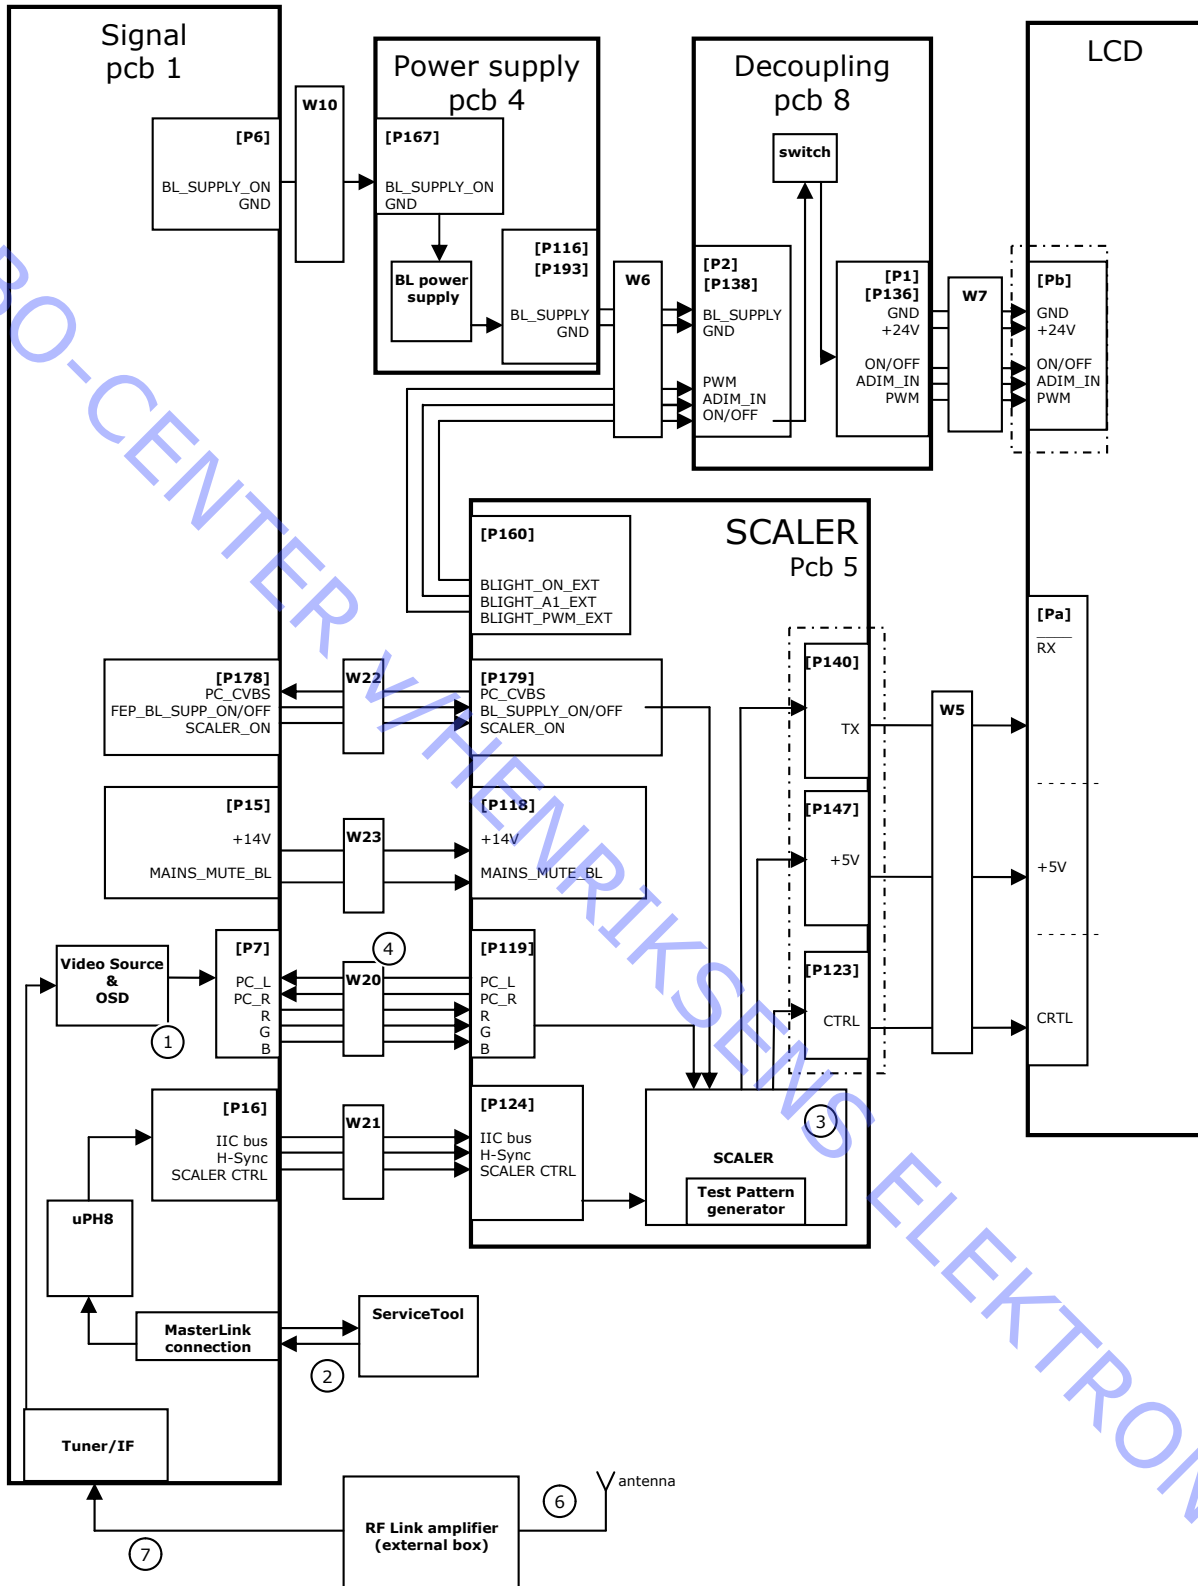 Signal
pcb 1
[P6]
BL_SUPPLY_ON
GND
W10
Power supply
pcb 4
[P167]
BL_SUPPLY_ON
GND
BL power
supply
[P116]
[P193]
BL_SUPPLY
GND
W6
Decoupling
pcb 8
switch
[P2]
[P138]
BL_SUPPLY
GND
PWM
ADIM_IN
ON/OFF
[P1]
[P136]
GND
+24V
ON/OFF
ADIM_IN
PWM
W7
LCD
[Pb]
GND
+24V
ON/OFF
ADIM_IN
PWM
SCALER
Pcb 5
[P160]
BLIGHT_ON_EXT
BLIGHT_A1_EXT
BLIGHT_PWM_EXT
[P178]
PC_CVBS
FEP_BL_SUPP_ON/OFF
SCALER_ON
W22
[P179]
PC_CVBS
BL_SUPPLY_ON/OFF
SCALER_ON
[P15]
+14V
MAINS_MUTE_BL
W23
[P118]
+14V
MAINS_MUTE_BL
Video Source
&
OSD
1
[P7]
PC_L
PC_R
R
G
B
4
W20
[P119]
PC_L
PC_R
R
G
B
[P16]
IIC bus
H-Sync
SCALER CTRL
W21
[P124]
IIC bus
H-Sync
SCALER CTRL
3
SCALER
Test Pattern
generator
[P140]
TX
[P147]
+5V
[P123]
CTRL
W5
[Pa]
RX
+5V
CRTL
uPH8
MasterLink
connection
ServiceTool
2
Tuner/IF
RF Link amplifier
(external box)
6
antenna
7
BO-CENTER v/HENRIKSENS ELEKTRON